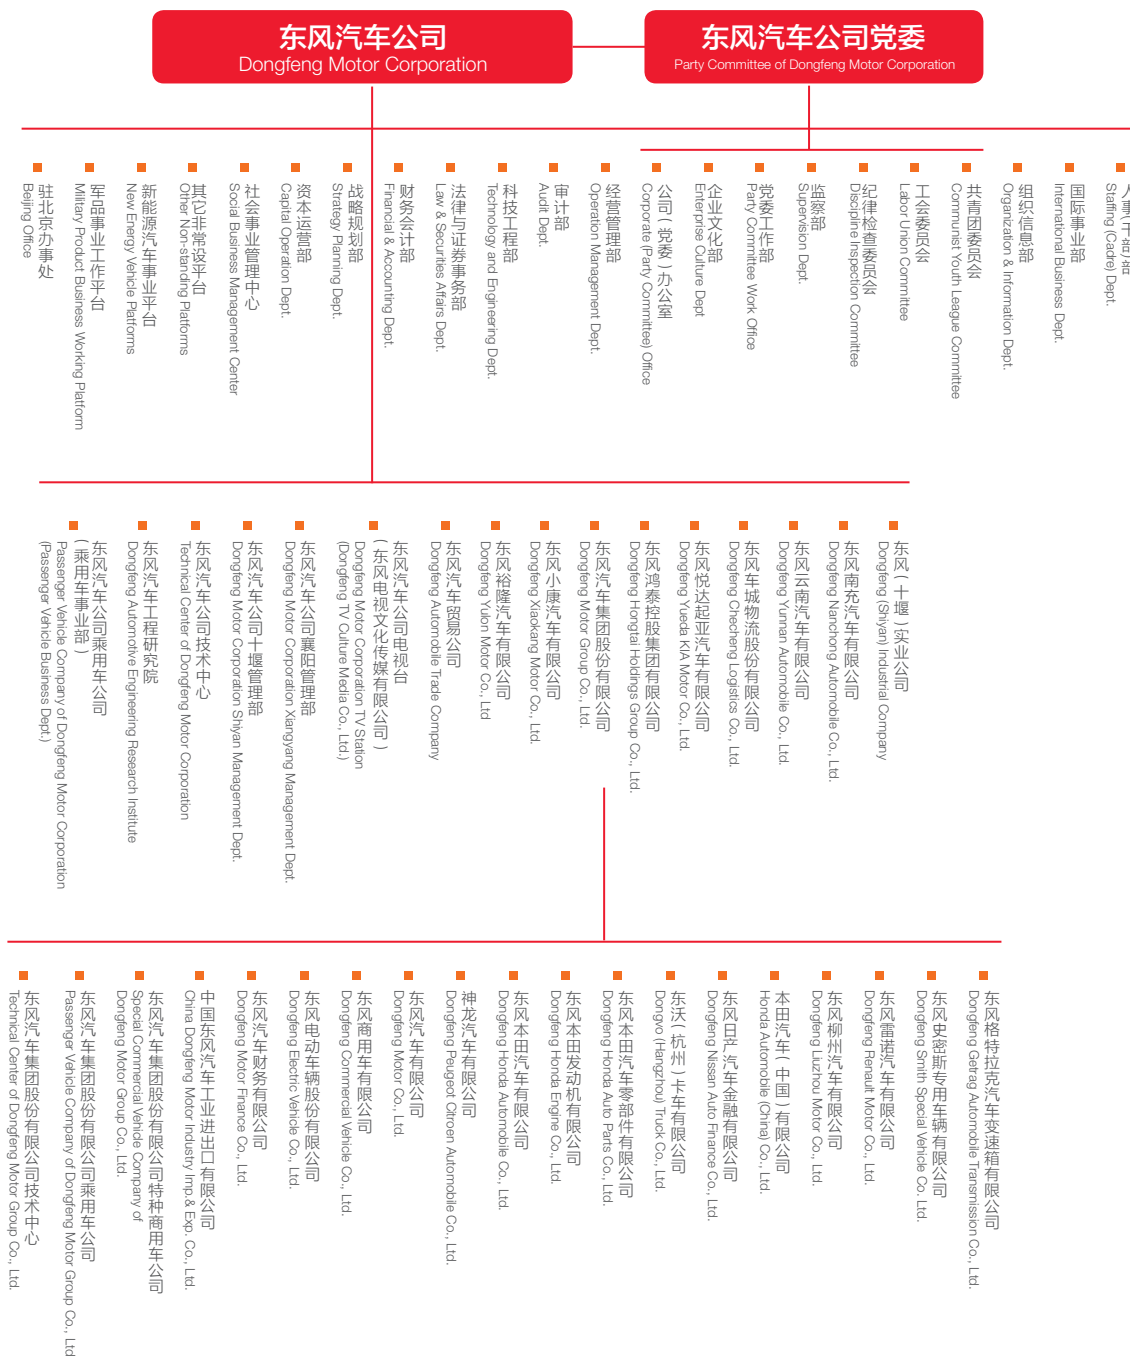 东风汽车公司
Dongfeng Motor Corporation
东风汽车公司党委
Party Committee of Dongfeng Motor Corporation
驻北京办事处
Beijing Office
军品事业工作平台
Military Product Business Working Platform
新能源汽车事业平台
New Energy Vehicle Platforms
其它非常设平台
Other Non-standing Platforms
社会事业管理中心
Social Business Management Center
资本运营部
Capital Operation Dept.
战略规划部
Strategy Planning Dept.
财务会计部
Financial & Accounting Dept.
法律与证券事务部
Law & Securities Affairs Dept.
科技工程部
Technology and Engineering Dept.
审计部
Audit Dept.
经营管理部
Operation Management Dept.
公司(党委)办公室
Corporate (Party Committee) Office
企业文化部
Enterprise Culture Dept
党委工作部
Party Committee Work Office
监察部
Supervision Dept.
纪律检查委员会
Discipline Inspection Committee
工会委员会
Labor Union Committee
共青团委员会
Communist Youth League Committee
组织信息部
Organization & Information Dept.
国际事业部
International Business Dept.
人事(干部)部
Staffing (Cadre) Dept.
东风汽车公司乘用车公司
(乘用车事业部)
Passenger Vehicle Company of Dongfeng Motor Corporation
(Passenger Vehicle Business Dept.)
东风汽车工程研究院
Dongfeng Automotive Engineering Research Institute
东风汽车公司技术中心
Technical Center of Dongfeng Motor Corporation
东风汽车公司十堰管理部
Dongfeng Motor Corporation Shiyan Management Dept.
东风汽车公司襄阳管理部
Dongfeng Motor Corporation Xiangyang Management Dept.
东风汽车公司电视台
(东风电视文化传媒有限公司)
Dongfeng Motor Corporation TV Station
(Dongfeng TV Culture Media Co., Ltd.)
东风汽车贸易公司
Dongfeng Automobile Trade Company
东风裕隆汽车有限公司
Dongfeng Yulon Motor Co., Ltd
东风小康汽车有限公司
Dongfeng Xiaokang Motor Co., Ltd.
东风汽车集团股份有限公司
Dongfeng Motor Group Co., Ltd.
东风鸿泰控股集团有限公司
Dongfeng Hongtai Holdings Group Co., Ltd.
东风悦达起亚汽车有限公司
Dongfeng Yueda KIA Motor Co., Ltd.
东风车城物流股份有限公司
Dongfeng Checheng Logistics Co., Ltd.
东风云南汽车有限公司
Dongfeng Yunnan Automobile Co., Ltd.
东风南充汽车有限公司
Dongfeng Nanchong Automobile Co., Ltd.
东风(十堰)实业公司
Dongfeng (Shiyan) Industrial Company
东风汽车集团股份有限公司技术中心
Technical Center of Dongfeng Motor Group Co., Ltd.
东风汽车集团股份有限公司乘用车公司
Passenger Vehicle Company of Dongfeng Motor Group Co., Ltd
东风汽车集团股份有限公司特种商用车公司
Special Commercial Vehicle Company of
Dongfeng Motor Group Co., Ltd.
中国东风汽车工业进出口有限公司
China Dongfeng Motor Industry Imp.& Exp. Co., Ltd.
东风汽车财务有限公司
Dongfeng Motor Finance Co., Ltd.
东风电动车辆股份有限公司
Dongfeng Electric Vehicle Co., Ltd.
东风商用车有限公司
Dongfeng Commercial Vehicle Co., Ltd.
东风汽车有限公司
Dongfeng Motor Co., Ltd.
神龙汽车有限公司
Dongfeng Peugeot Citroen Automobile Co., Ltd.
东风本田汽车有限公司
Dongfeng Honda Automobile Co., Ltd.
东风本田发动机有限公司
Dongfeng Honda Engine Co., Ltd.
东风本田汽车零部件有限公司
Dongfeng Honda Auto Parts Co., Ltd.
东沃(杭州)卡车有限公司
Dongvo (Hangzhou) Truck Co., Ltd.
东风日产汽车金融有限公司
Dongfeng Nissan Auto Finance Co., Ltd.
本田汽车(中国)有限公司
Honda Automobile (China) Co., Ltd.
东风柳州汽车有限公司
Dongfeng Liuzhou Motor Co., Ltd.
东风雷诺汽车有限公司
Dongfeng Renault Motor Co., Ltd.
东风史密斯专用车辆有限公司
Dongfeng Smith Special Vehicle Co. Ltd.
东风格特拉克汽车变速箱有限公司
Dongfeng Getrag Automobile Transmission Co., Ltd.